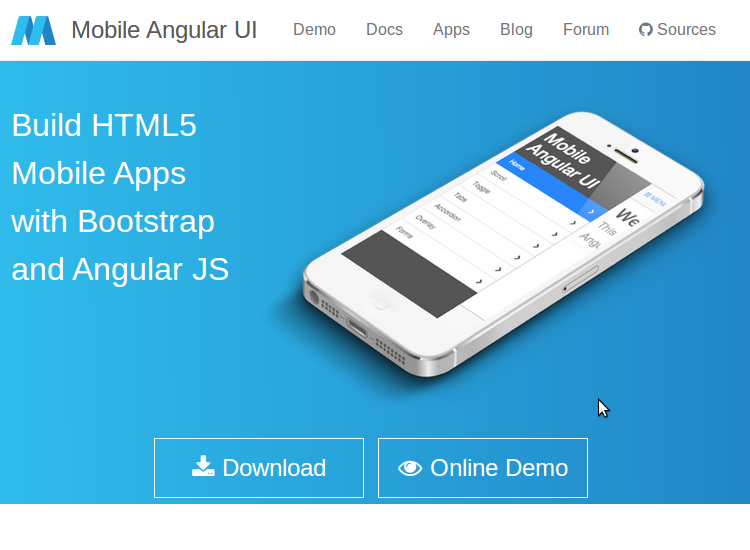 Mobile Angular UI
Demo
Docs
Apps
Blog
Forum
Sources
Build HTML5
Mobile Apps
with Bootstrap
and Angular JS
Mobile
Angular UI
Home
Scroll
Toggle
Tabs
Accordion
Overlay
Forms
MENU
We
This
Angu
Download
Online Demo